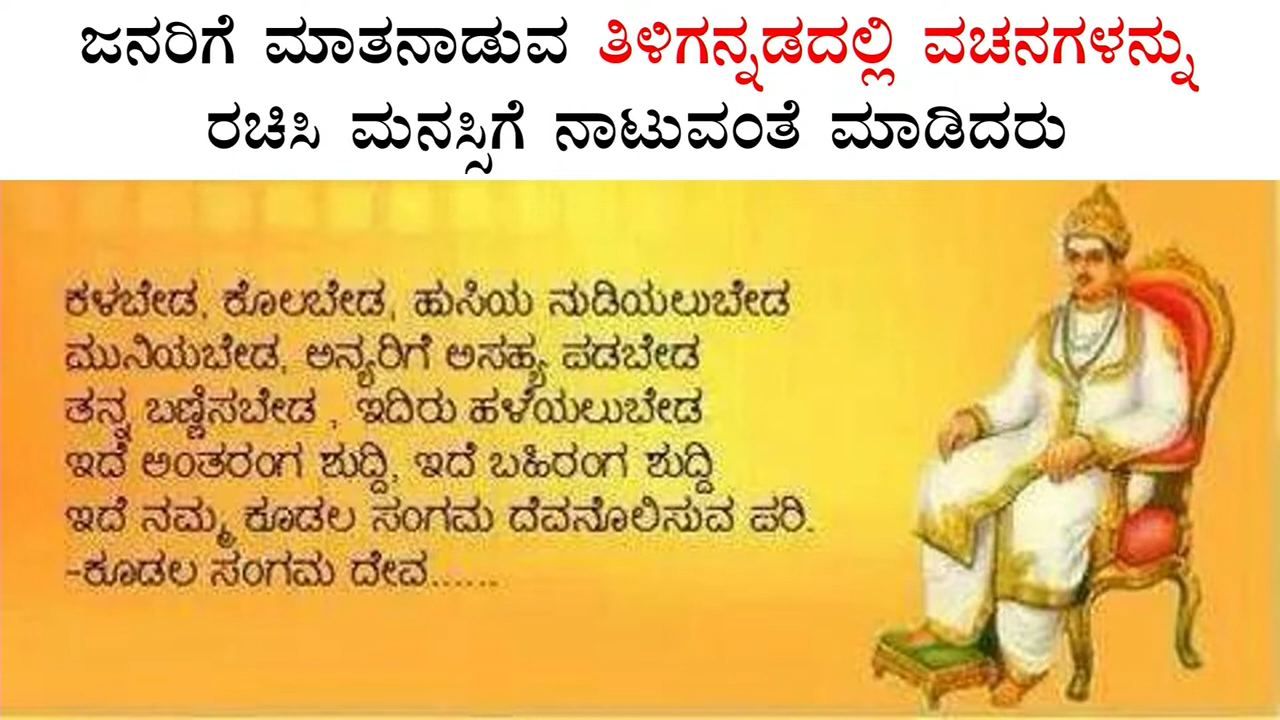 ಜನರಿಗೆ ಮಾತನಾಡುವ ತಿಳಿಗನ್ನಡದಲ್ಲಿ ವಚನಗಳನ್ನು
ರಚಿಸಿ ಮನಸ್ಸಿಗೆ ನಾಟುವಂತೆ ಮಾಡಿದರು
ಕಳಬೇಡ, ಕೊಲಬೇಡ, ಹುಸಿಯ ನುಡಿಯಲುಬೇಡ
ಮುನಿಯಬೇಡ, ಅನ್ಯರಿಗೆ ಅಸಹ್ಯ ಪಡಬೇಡ
ತನ್ನ ಬಣ್ಣಿಸಬೇಡ , ಇದಿರು ಹಳೆಯಲುಬೇಡ
ಇದೆ ಅಂತರಂಗ ಶುದ್ದಿ, ಇದೆ ಬಹಿರಂಗ ಶುದ್ದಿ
ಇದೆ ನಮ್ಮ ಕೂಡಲ ಸಂಗಮ ದೆವನೊಲಿಸುವ ಪರಿ.
-ಕೂಡಲ ಸಂಗಮ ದೇವ......